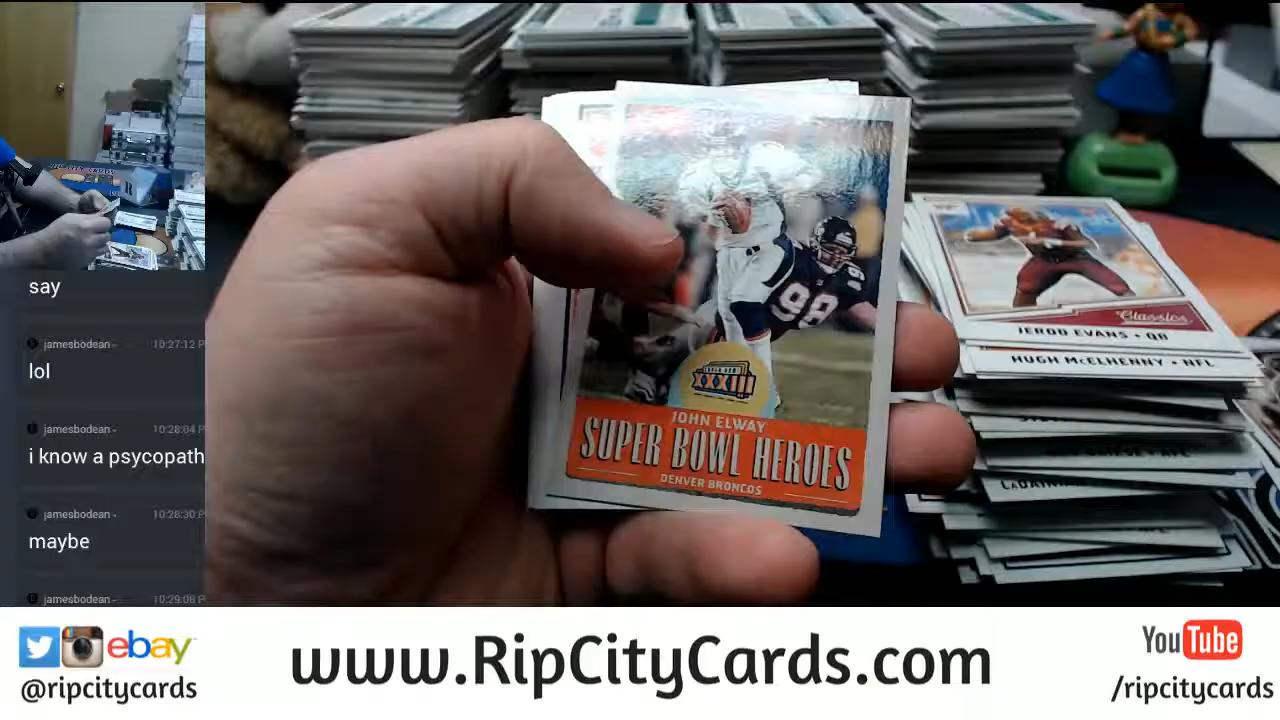 say
jamesbodean- 10:27:12 P
lol
jamesbodean- 10:28:04
i know a psycopath
jamesbodean- 10:28:30 P
maybe
jamesbodean- 10:29:08 P
98
XXXIII
JOHN ELWAY
SUPER BOWL HEROES
DENVER BRONCOS
Classics
JEROD EVANS • QB
HUGH McELHENNY • NFL
ebay
@ripcitycards
www.RipCityCards.com
YouTube
/ripcitycards